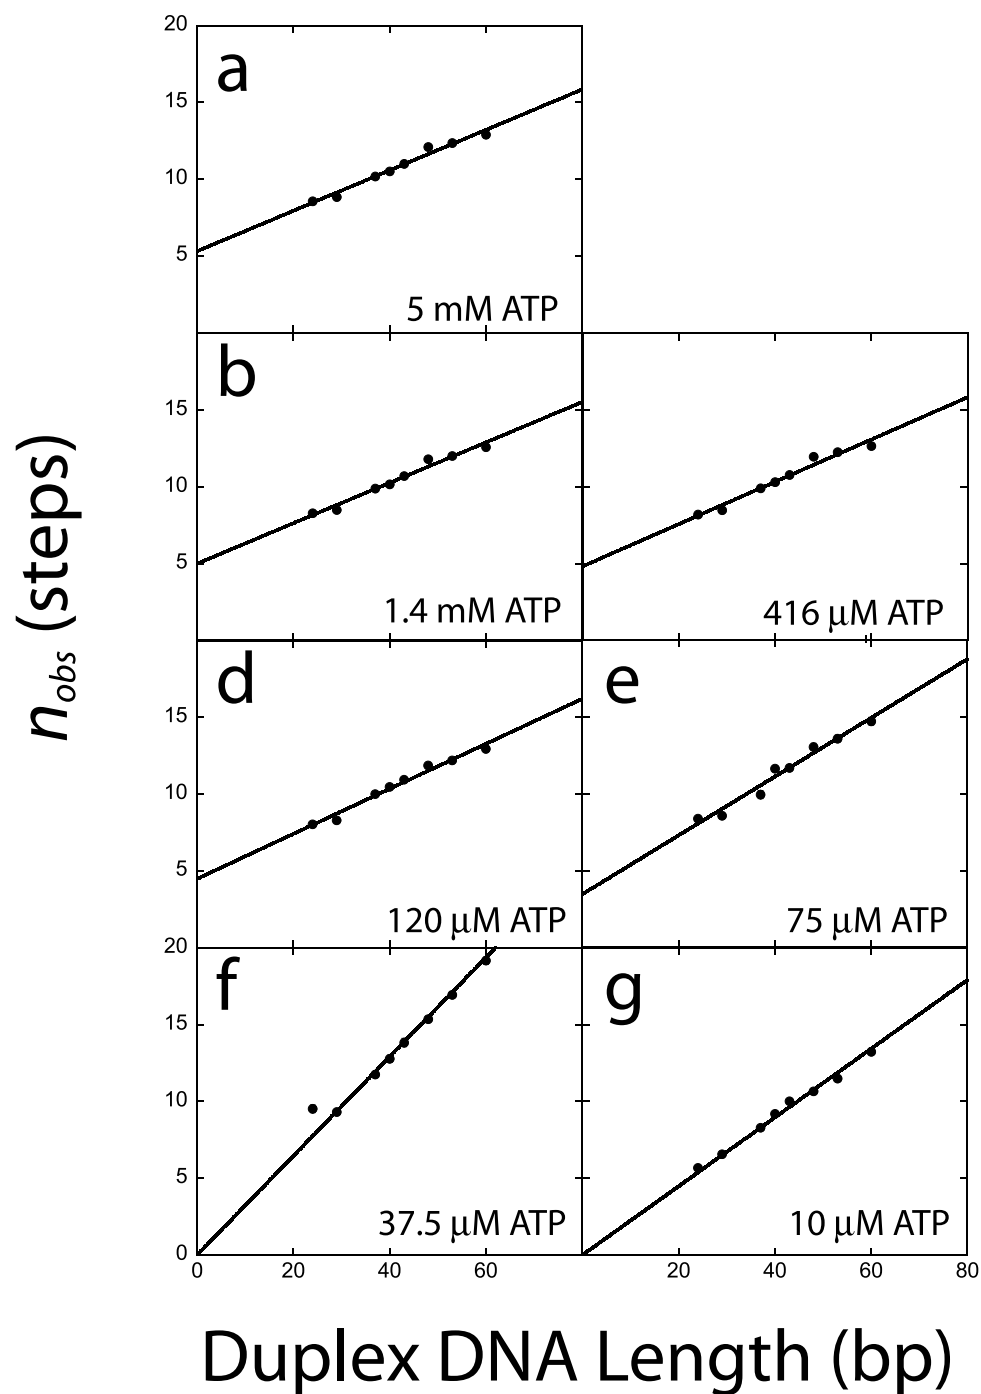 20
a
15
10
5
5 mM ATP
b
15
10
5
1.4 mM ATP
416 μM ATP
n_obs (steps)
d
e
15
10
5
120 μM ATP
75 μM ATP
20
f
g
15
10
5
37.5 μM ATP
10 μM ATP
0
0 20 40 60 20 40 60 80
Duplex DNA Length (bp)